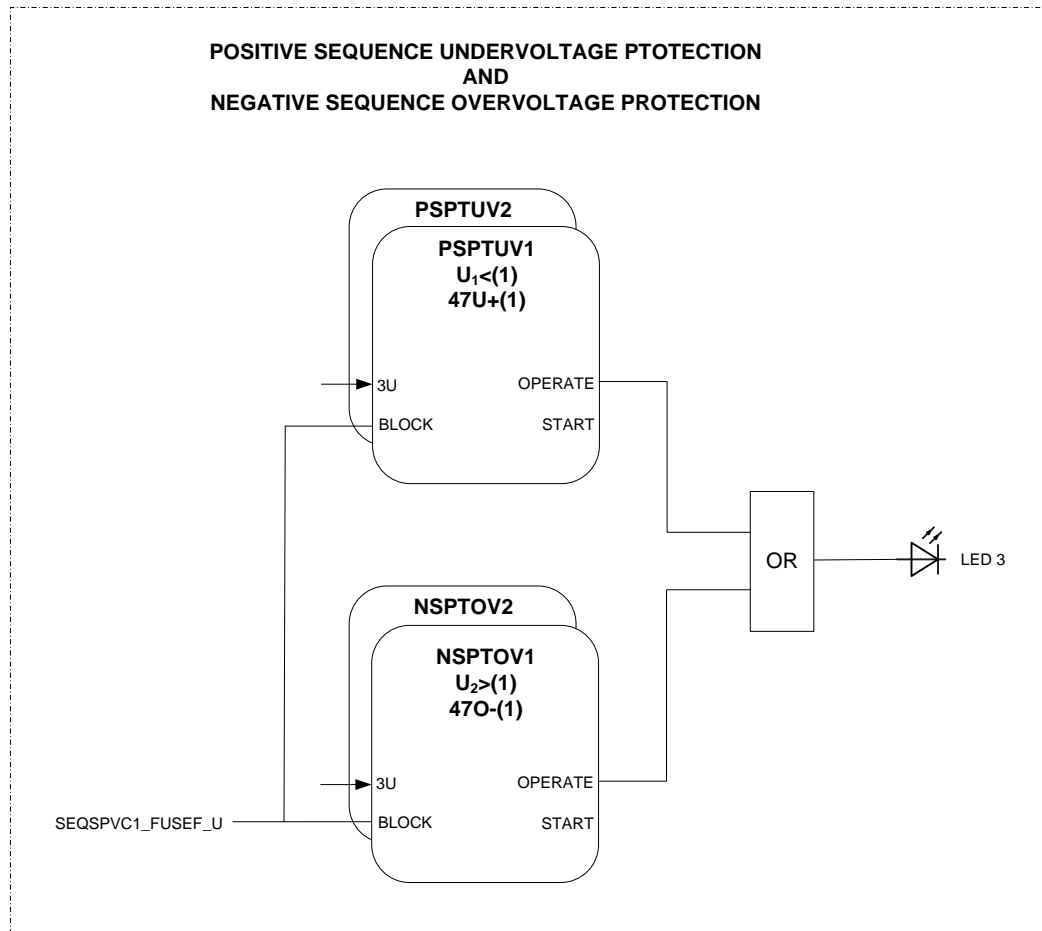 POSITIVE SEQUENCE UNDERVOLTAGE PTOTECTION
AND
NEGATIVE SEQUENCE OVERVOLTAGE PROTECTION
PSPTUV2
PSPTUV1
U₁<(1)
47U+(1)
3U
OPERATE
BLOCK
START
OR
LED 3
NSPTOV2
NSPTOV1
U₂>(1)
47O-(1)
3U
OPERATE
SEQSPVC1_FUSEF_U
BLOCK
START